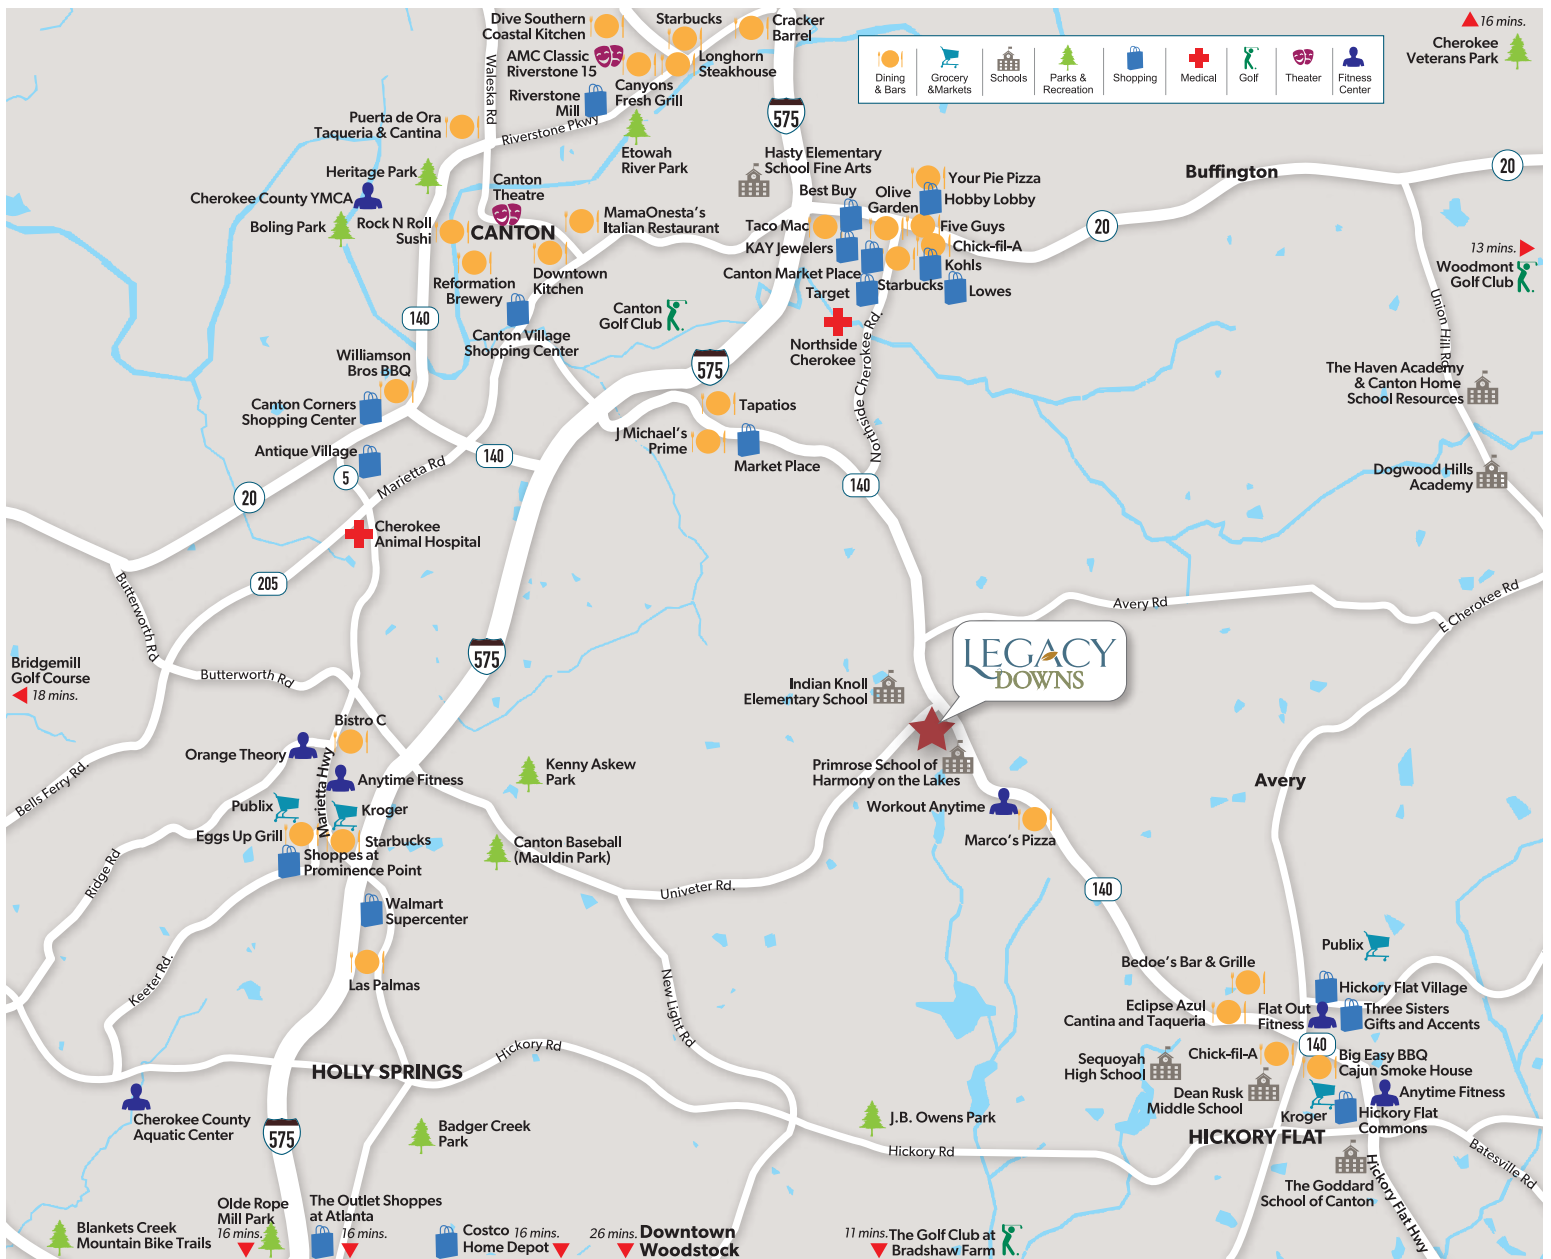 Dive Southern
Coastal Kitchen
Starbucks
Cracker
Barrel
AMC Classic
Riverstone 15
Longhorn
Steakhouse
Canyons
Fresh Grill
Riverstone
Mill
Waleska Rd
Riverstone Pkwy
575
Dining
& Bars
Grocery
&Markets
Schools
Parks &
Recreation
Shopping
Medical
Golf
Theater
Fitness
Center
16 mins.
Cherokee
Veterans Park
Puerta de Ora
Taqueria & Cantina
Etowah
River Park
Hasty Elementary
School Fine Arts
Heritage Park
Cherokee County YMCA
Boling Park
Rock N Roll
Sushi
Canton
Theatre
CANTON
MamaOnesta's
Italian Restaurant
Reformation
Brewery
Downtown
Kitchen
Best Buy
Olive
Garden
Your Pie Pizza
Hobby Lobby
Taco Mac
Five Guys
KAY Jewelers
Chick-fil-A
Kohls
Canton Market Place
Starbucks
Target
Lowes
Buffington
20
20
13 mins.
Woodmont
Golf Club
Union Hill Rd
140
Canton Village
Shopping Center
Canton
Golf Club
Northside
Cherokee
Northside Cherokee Rd.
575
Williamson
Bros BBQ
Canton Corners
Shopping Center
Antique Village
Tapatios
J Michael's
Prime
Market Place
The Haven Academy
& Canton Home
School Resources
Dogwood Hills
Academy
140
5
Marietta Rd
20
140
Cherokee
Animal Hospital
205
Butterworth Rd
Butterworth Rd
575
Avery Rd
E Cherokee Rd
LEGACY
DOWNS
Bridgemill
Golf Course
18 mins.
Indian Knoll
Elementary School
Primrose School of
Harmony on the Lakes
Workout Anytime
Marco's Pizza
Avery
Bistro C
Orange Theory
Marietta Hwy
Anytime Fitness
Bells Ferry Rd.
Publix
Kroger
Eggs Up Grill
Starbucks
Shoppes at
Prominence Point
Kenny Askew
Park
Canton Baseball
(Mauldin Park)
Ridge Rd
Univeter Rd.
140
Walmart
Supercenter
Las Palmas
Keeter Rd.
New Light Rd
Publix
Bedoe's Bar & Grille
Hickory Flat Village
Eclipse Azul
Cantina and Taqueria
Flat Out
Fitness
Three Sisters
Gifts and Accents
140
Chick-fil-A
Big Easy BBQ
Cajun Smoke House
Sequoyah
High School
Dean Rusk
Middle School
Anytime Fitness
Kroger
Hickory Flat
Commons
HICKORY FLAT
Batesville Rd
The Goddard
School of Canton
Hickory Flat Hwy
HOLLY SPRINGS
Hickory Rd
Cherokee County
Aquatic Center
575
Badger Creek
Park
J.B. Owens Park
Hickory Rd
Blankets Creek
Mountain Bike Trails
Olde Rope
Mill Park
16 mins.
The Outlet Shoppes
at Atlanta
16 mins.
Costco
Home Depot
16 mins.
26 mins.
Downtown
Woodstock
11 mins.
The Golf Club at
Bradshaw Farm